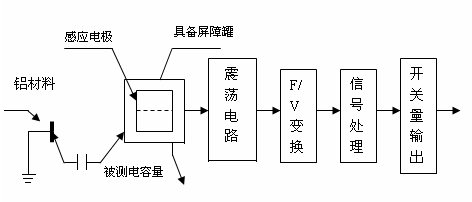 感应电极
具备屏障罐
铝材料
被测电容量
震荡电路
F/V变换
信号处理
开关量输出